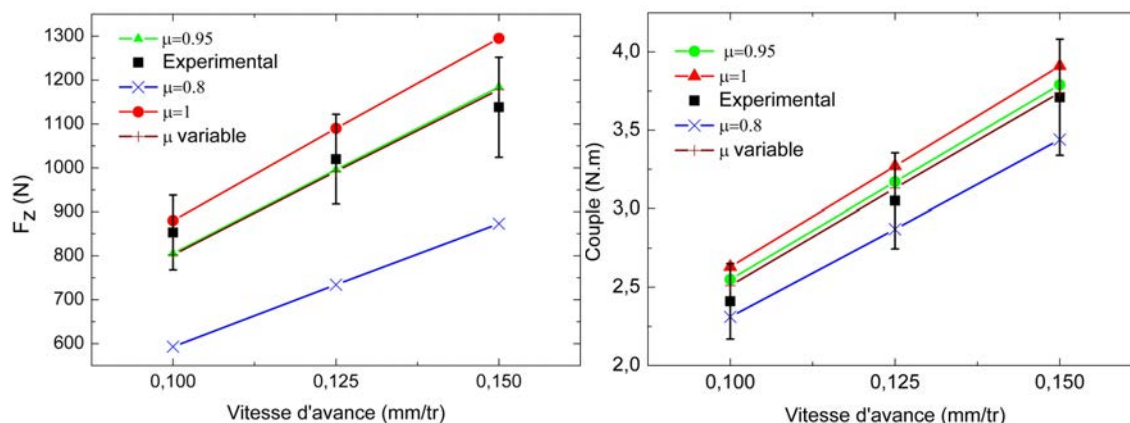 1300
1200
1100
1000
900
800
700
600
F_Z (N)
μ=0.95
Experimental
μ=0.8
μ=1
μ variable
0,100
0,125
0,150
Vitesse d'avance (mm/tr)
4,0
3,5
3,0
2,5
2,0
Couple (N.m)
μ=0.95
μ=1
Experimental
μ=0.8
μ variable
0,100
0,125
0,150
Vitesse d'avance (mm/tr)